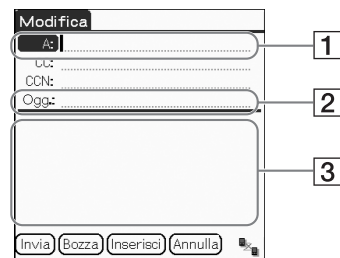 Modifica
A: 1
CC:
CCN:
Ogg.: 2
3
Invia Bozza Inserisci Annulla